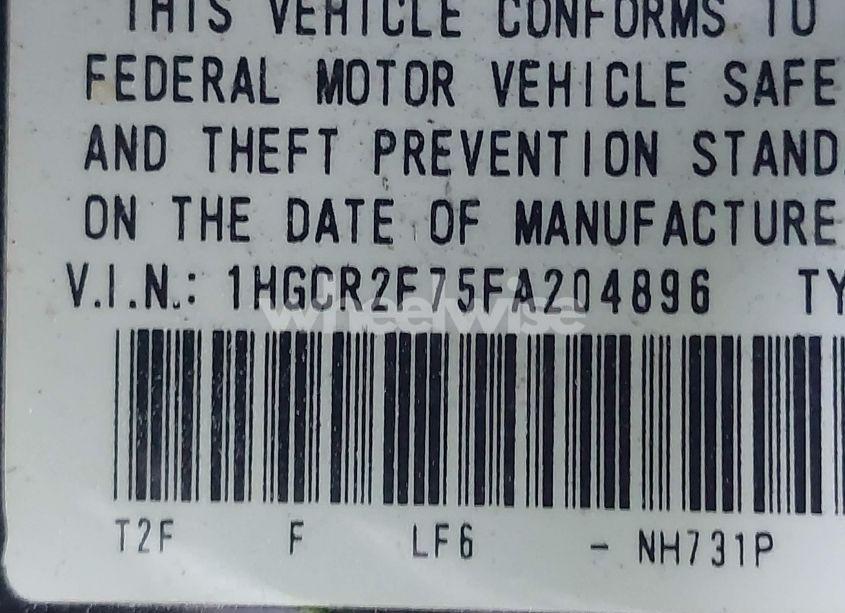 THIS VEHICLE CONFORMS TO
FEDERAL MOTOR VEHICLE SAFE
AND THEFT PREVENTION STAND
ON THE DATE OF MANUFACTURE
V.I.N.: 1HGCR2F75FA204896 TY
wheelwise
T2F F LF6 - NH731P